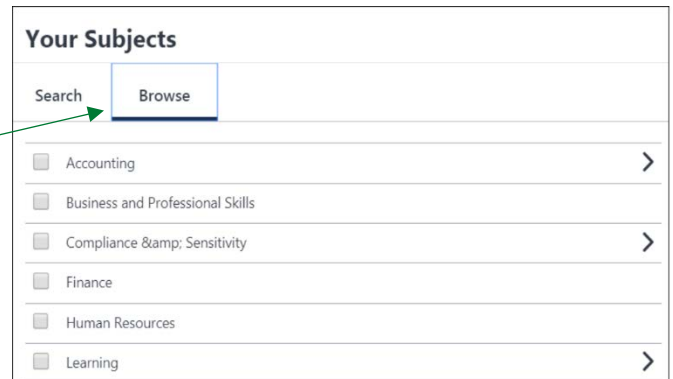 Your Subjects
Search Browse
Accounting
Business and Professional Skills
Compliance &amp; Sensitivity
Finance
Human Resources
Learning